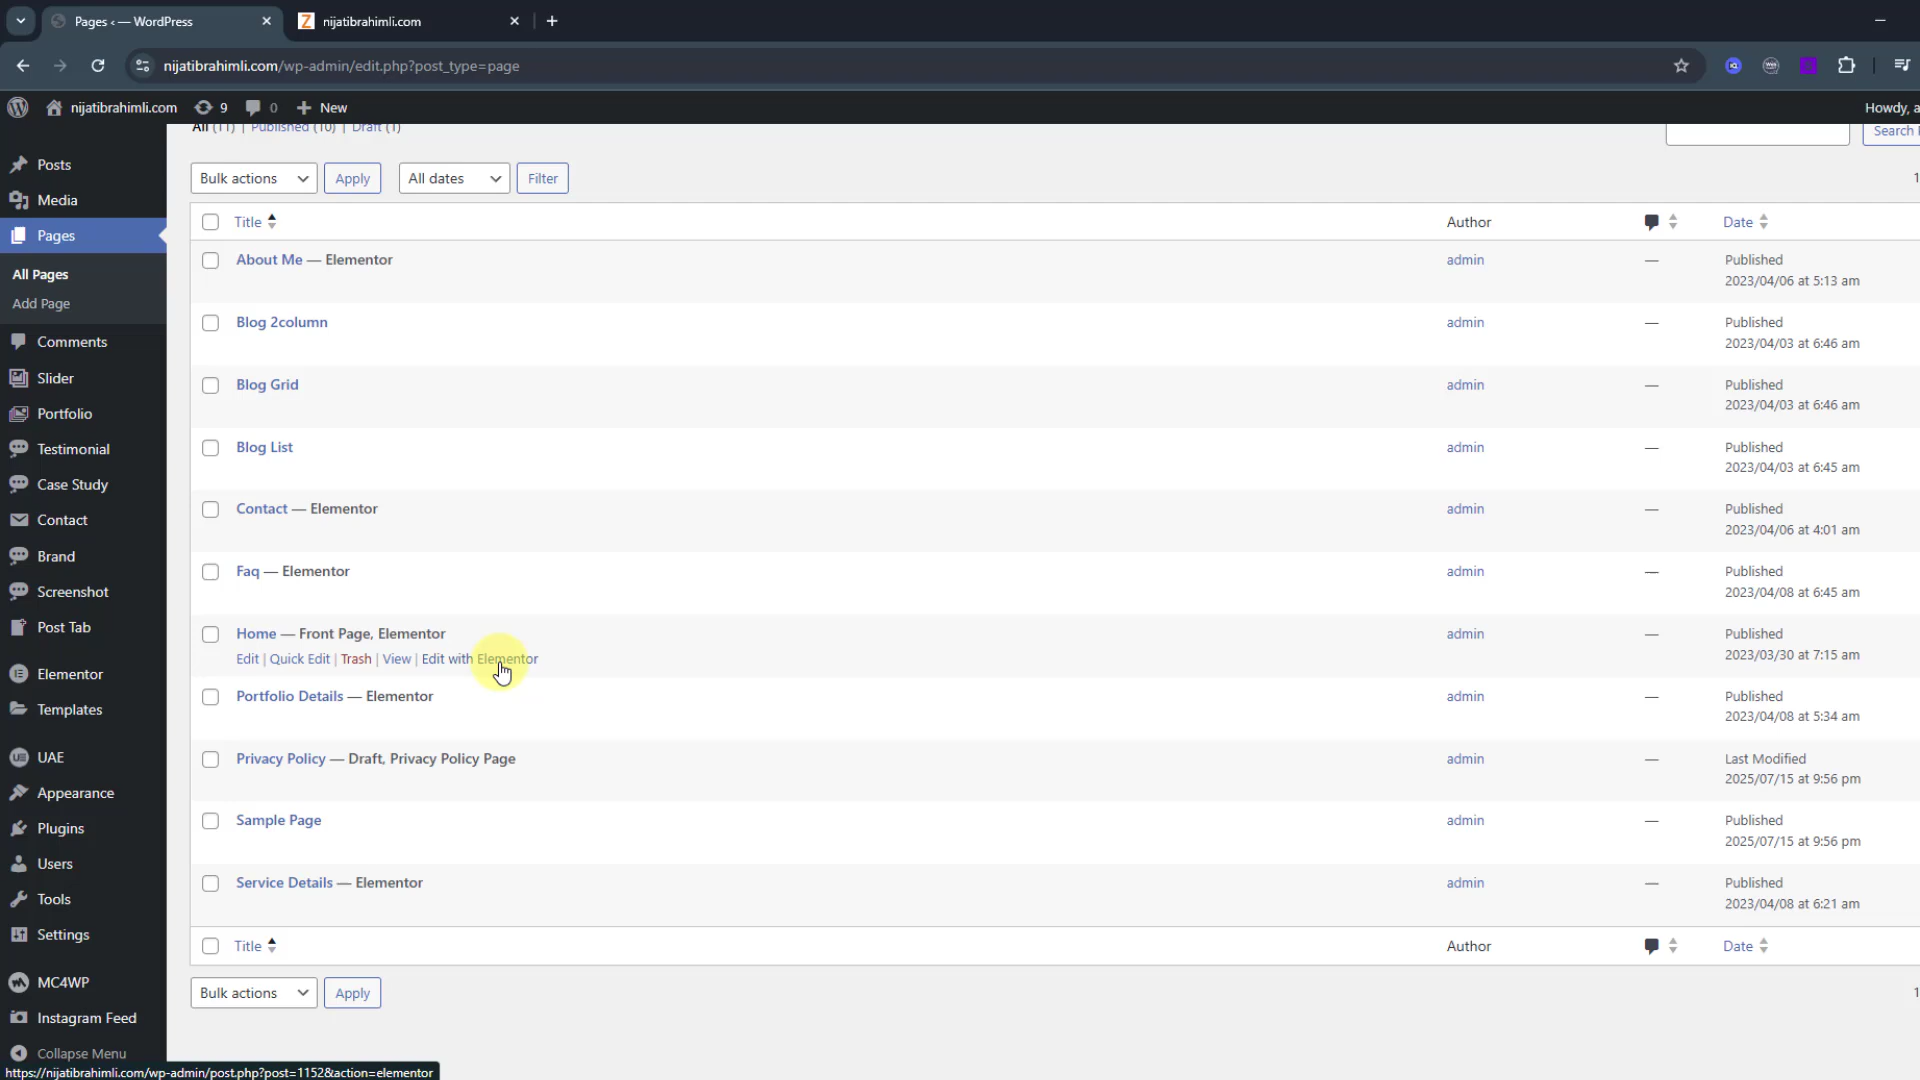 Pages ‹ — WordPress
nijatibrahimli.com
nijatibrahimli.com/wp-admin/edit.php?post_type=page
nijatibrahimli.com 9 0 New
Howdy, a
Posts
Media
Pages
All Pages
Add Page
Comments
Slider
Portfolio
Testimonial
Case Study
Contact
Brand
Screenshot
Post Tab
Elementor
Templates
UAE
Appearance
Plugins
Users
Tools
Settings
MC4WP
Instagram Feed
Collapse Menu
All (11) | Published (10) | Draft (1)
Search
Bulk actions Apply All dates Filter 1
Title Author Date
About Me — Elementor admin — Published
2023/04/06 at 5:13 am
Blog 2column admin — Published
2023/04/03 at 6:46 am
Blog Grid admin — Published
2023/04/03 at 6:46 am
Blog List admin — Published
2023/04/03 at 6:45 am
Contact — Elementor admin — Published
2023/04/06 at 4:01 am
Faq — Elementor admin — Published
2023/04/08 at 6:45 am
Home — Front Page, Elementor admin — Published
Edit | Quick Edit | Trash | View | Edit with Elementor 2023/03/30 at 7:15 am
Portfolio Details — Elementor admin — Published
2023/04/08 at 5:34 am
Privacy Policy — Draft, Privacy Policy Page admin — Last Modified
2025/07/15 at 9:56 pm
Sample Page admin — Published
2025/07/15 at 9:56 pm
Service Details — Elementor admin — Published
2023/04/08 at 6:21 am
Title Author Date
Bulk actions Apply 1
https://nijatibrahimli.com/wp-admin/post.php?post=1152&action=elementor